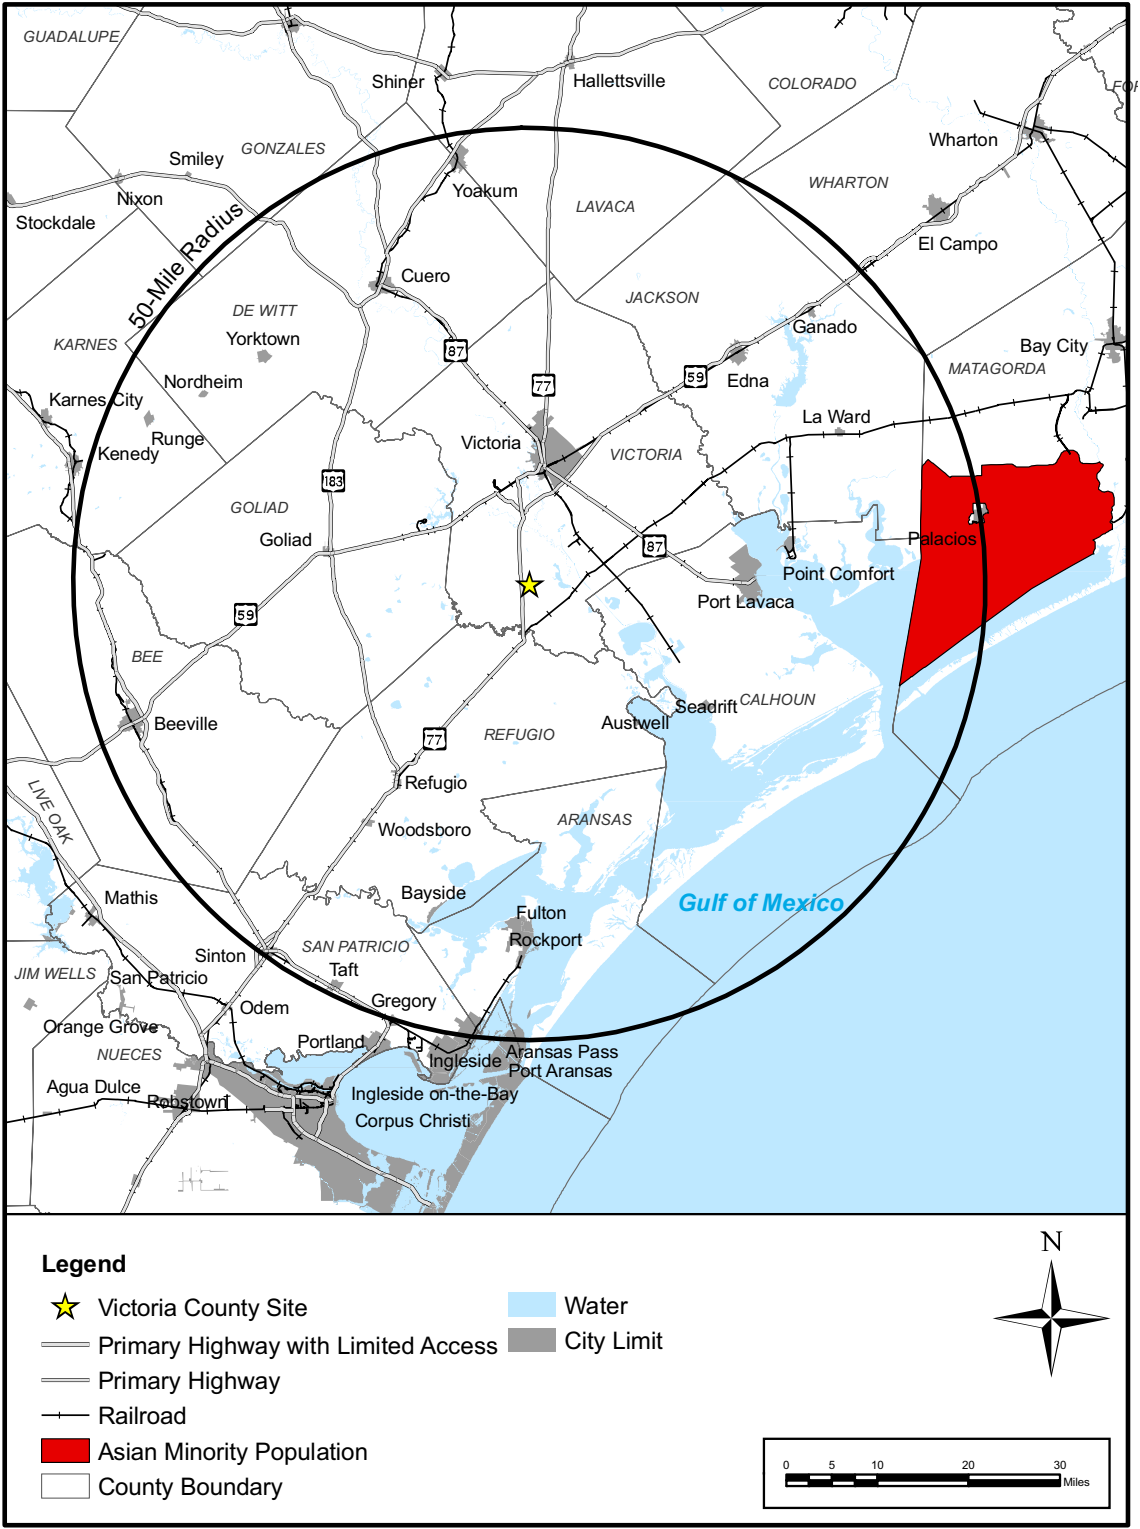 GUADALUPE
Shiner
Hallettsville
COLORADO
FOR
Wharton
GONZALES
Smiley
Nixon
Yoakum
WHARTON
Stockdale
LAVACA
50-Mile Radius
El Campo
Cuero
JACKSON
DE WITT
Ganado
Yorktown
KARNES
87
Bay City
MATAGORDA
Nordheim
77
59
Edna
Karnes City
La Ward
Runge
Victoria
VICTORIA
Kenedy
183
GOLIAD
Goliad
87
Palacios
Point Comfort
Port Lavaca
59
BEE
CALHOUN
Seadrift
Austwell
Beeville
77
REFUGIO
Refugio
LIVE OAK
ARANSAS
Woodsboro
Bayside
Mathis
Gulf of Mexico
Fulton
Rockport
SAN PATRICIO
Sinton
JIM WELLS
San Patricio
Taft
Odem
Gregory
Orange Grove
Portland
NUECES
Ingleside
Aransas Pass
Port Aransas
Agua Dulce
Robstown
Ingleside on-the-Bay
Corpus Christi
Legend
Victoria County Site
Primary Highway with Limited Access
Primary Highway
Railroad
Asian Minority Population
County Boundary
Water
City Limit
N
0 5 10 20 30
Miles